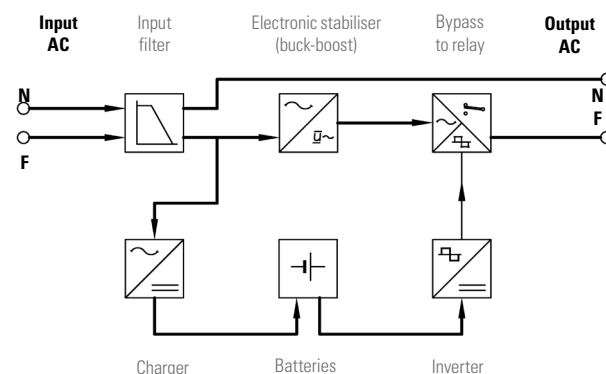 Input
AC
Input
filter
Electronic stabiliser
(buck-boost)
Bypass
to relay
Output
AC
N
F
N
F
u~
Charger
Batteries
Inverter